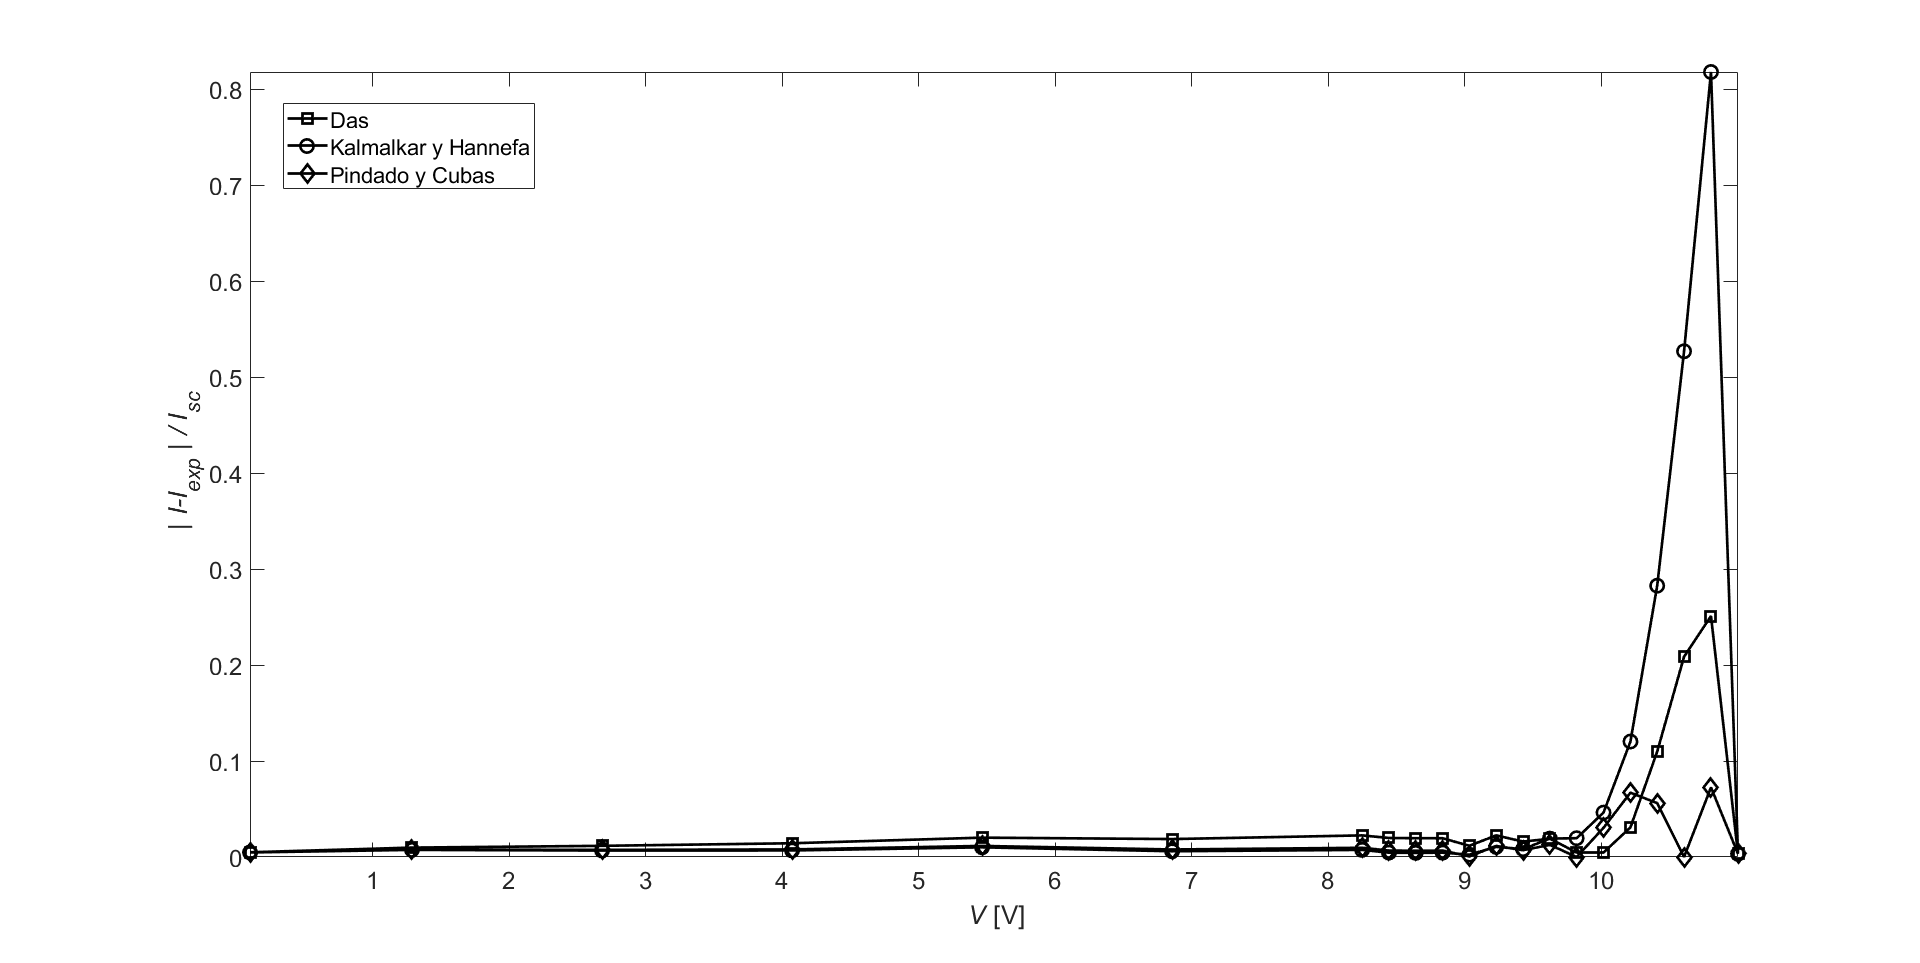 0.8
0.7
0.6
0.5
0.4
0.3
0.2
0.1
0
| I-I_exp | / I_sc
Das
Kalmalkar y Hannefa
Pindado y Cubas
1 2 3 4 5 6 7 8 9 10
V [V]